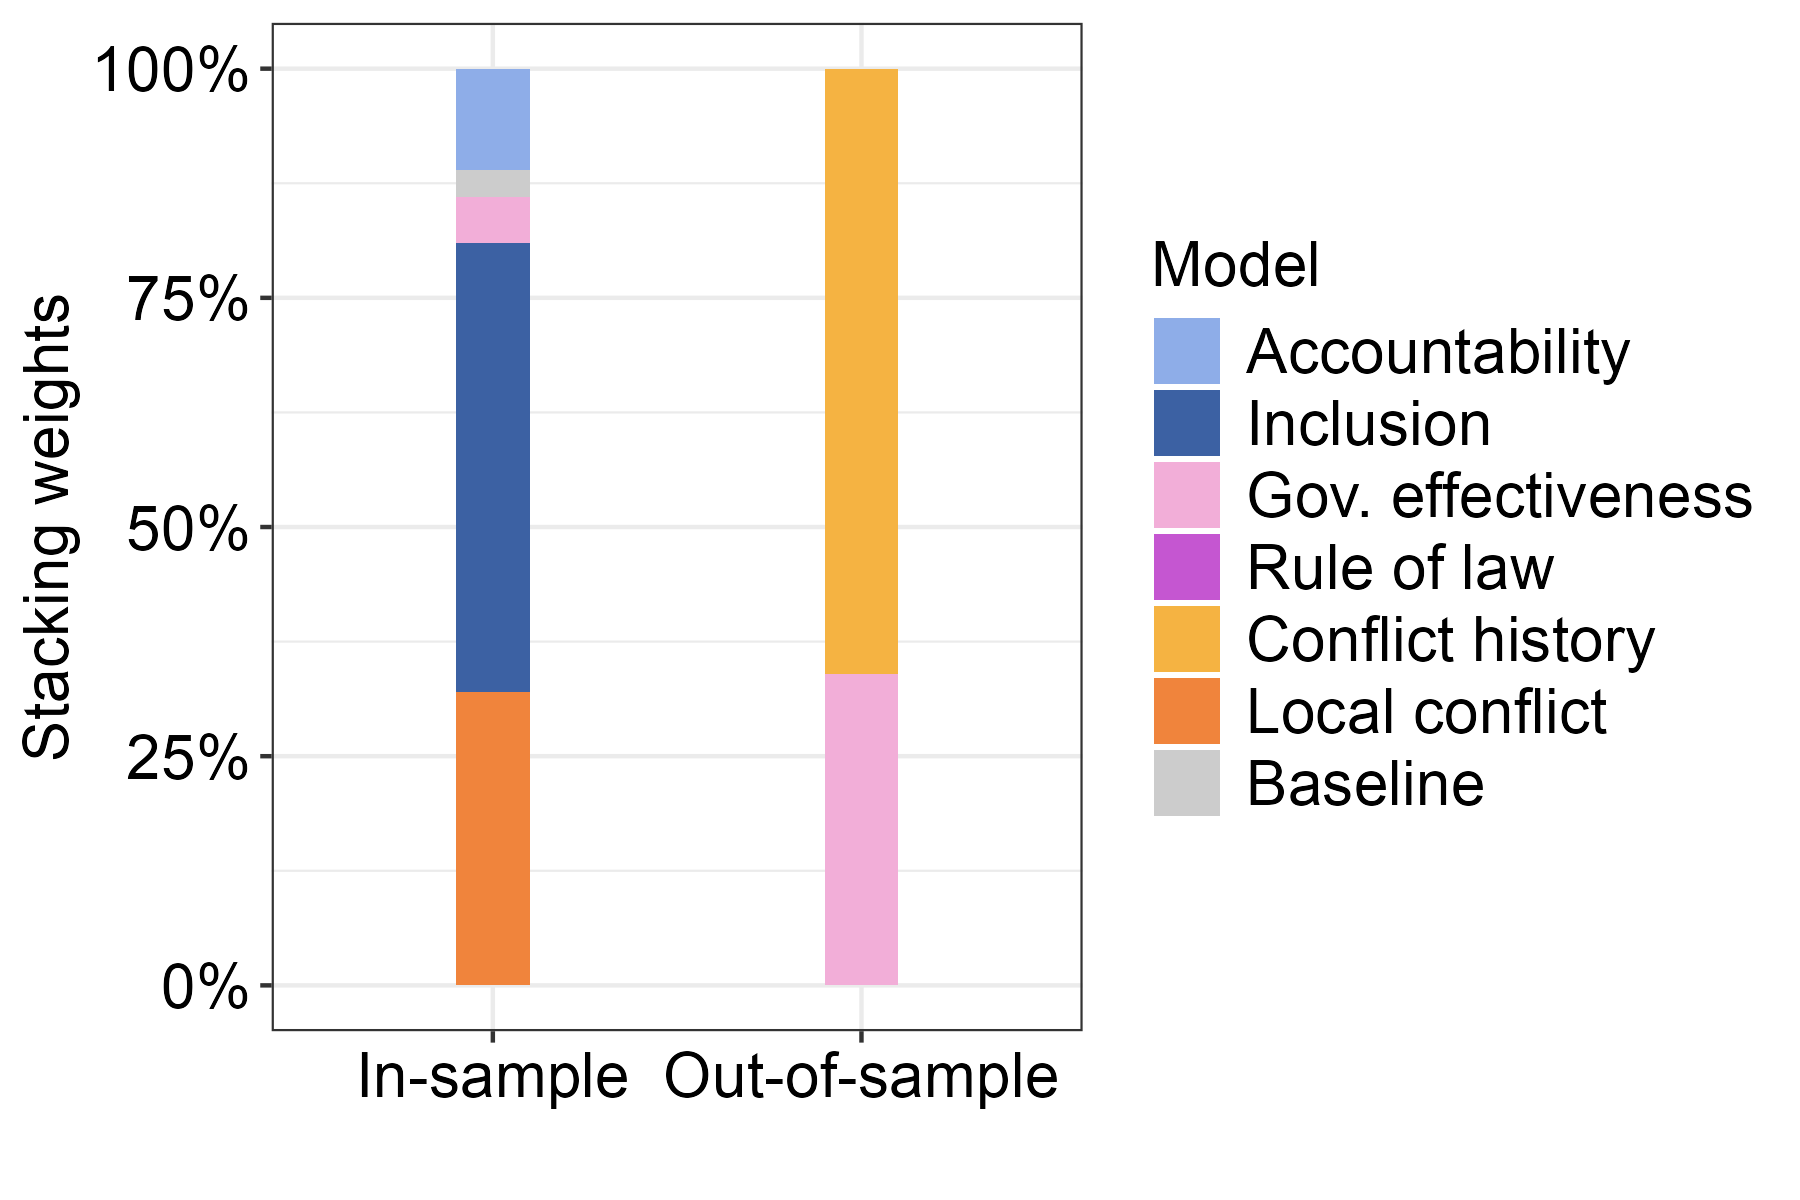 Stacking weights
100%
75%
50%
25%
0%
In-sample
Out-of-sample
Model
Accountability
Inclusion
Gov. effectiveness
Rule of law
Conflict history
Local conflict
Baseline